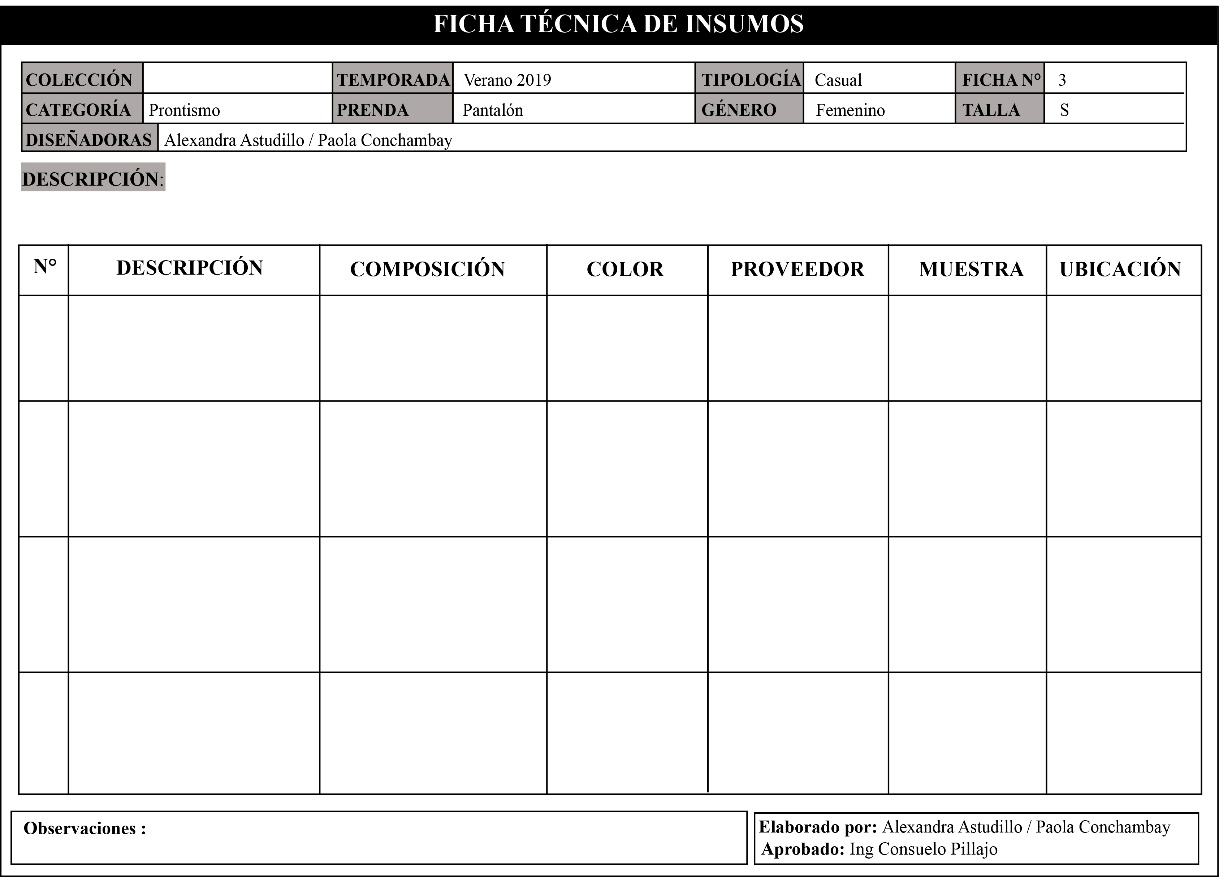 FICHA TÉCNICA DE INSUMOS
COLECCIÓN TEMPORADA Verano 2019 TIPOLOGÍA Casual FICHA Nº 3
CATEGORÍA Prontismo PRENDA Pantalón GÉNERO Femenino TALLA S
DISEÑADORAS Alexandra Astudillo / Paola Conchambay
DESCRIPCIÓN:
Nº DESCRIPCIÓN COMPOSICIÓN COLOR PROVEEDOR MUESTRA UBICACIÓN
Observaciones :
Elaborado por: Alexandra Astudillo / Paola Conchambay
Aprobado: Ing Consuelo Pillajo